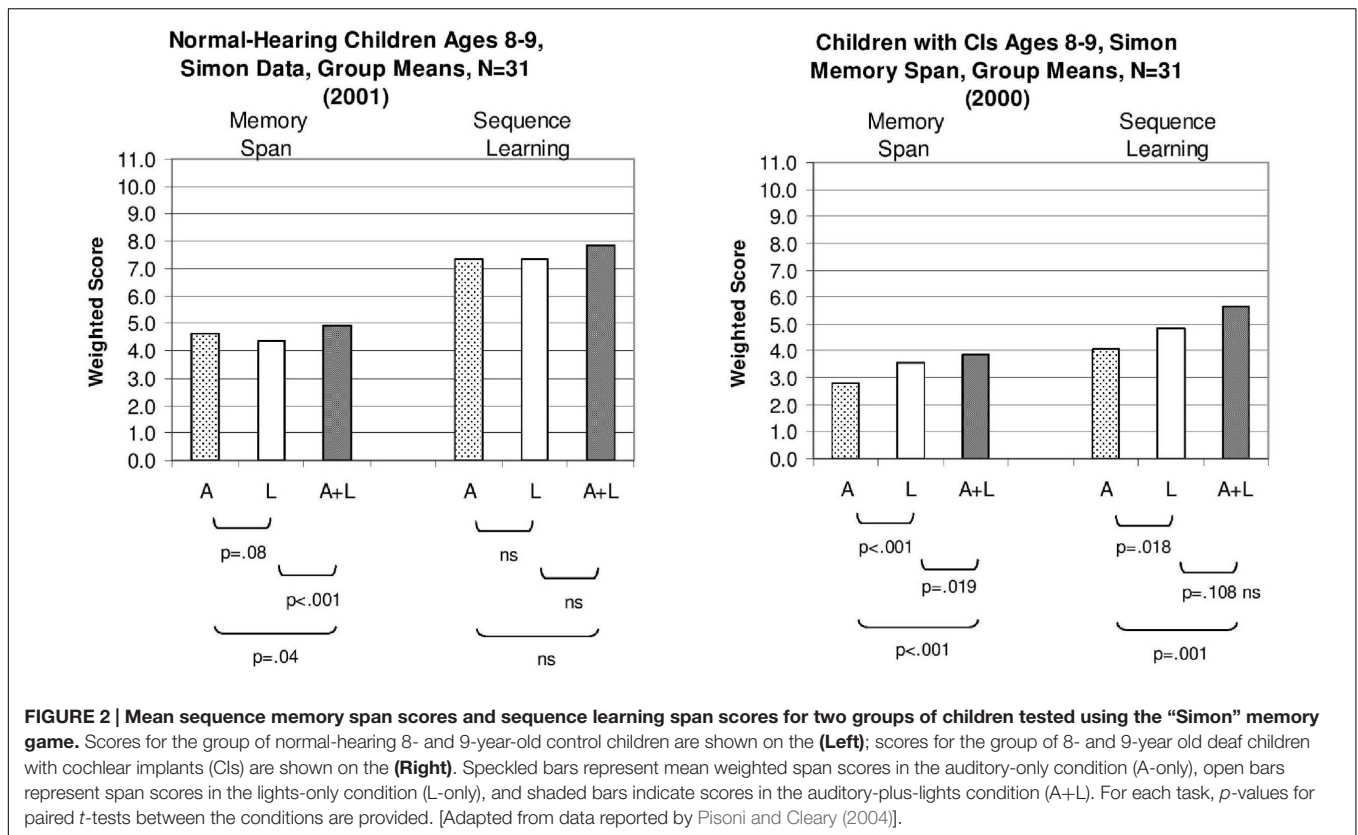 Normal-Hearing Children Ages 8-9,
Simon Data, Group Means, N=31
(2001)
Memory
Span
Sequence
Learning
11.0
10.0
9.0
8.0
7.0
6.0
5.0
4.0
3.0
2.0
1.0
0.0
Weighted Score
A
L
A+L
A
L
A+L
p=.08
ns
p<.001
ns
p=.04
ns
Children with CIs Ages 8-9, Simon
Memory Span, Group Means, N=31
(2000)
Memory
Span
Sequence
Learning
11.0
10.0
9.0
8.0
7.0
6.0
5.0
4.0
3.0
2.0
1.0
0.0
Weighted Score
A
L
A+L
A
L
A+L
p<.001
p=.018
p=.019
p=.108 ns
p<.001
p=.001
FIGURE 2 | Mean sequence memory span scores and sequence learning span scores for two groups of children tested using the “Simon” memory
game. Scores for the group of normal-hearing 8- and 9-year-old control children are shown on the (Left); scores for the group of 8- and 9-year old deaf children
with cochlear implants (CIs) are shown on the (Right). Speckled bars represent mean weighted span scores in the auditory-only condition (A-only), open bars
represent span scores in the lights-only condition (L-only), and shaded bars indicate scores in the auditory-plus-lights condition (A+L). For each task, p-values for
paired t-tests between the conditions are provided. [Adapted from data reported by Pisoni and Cleary (2004)].